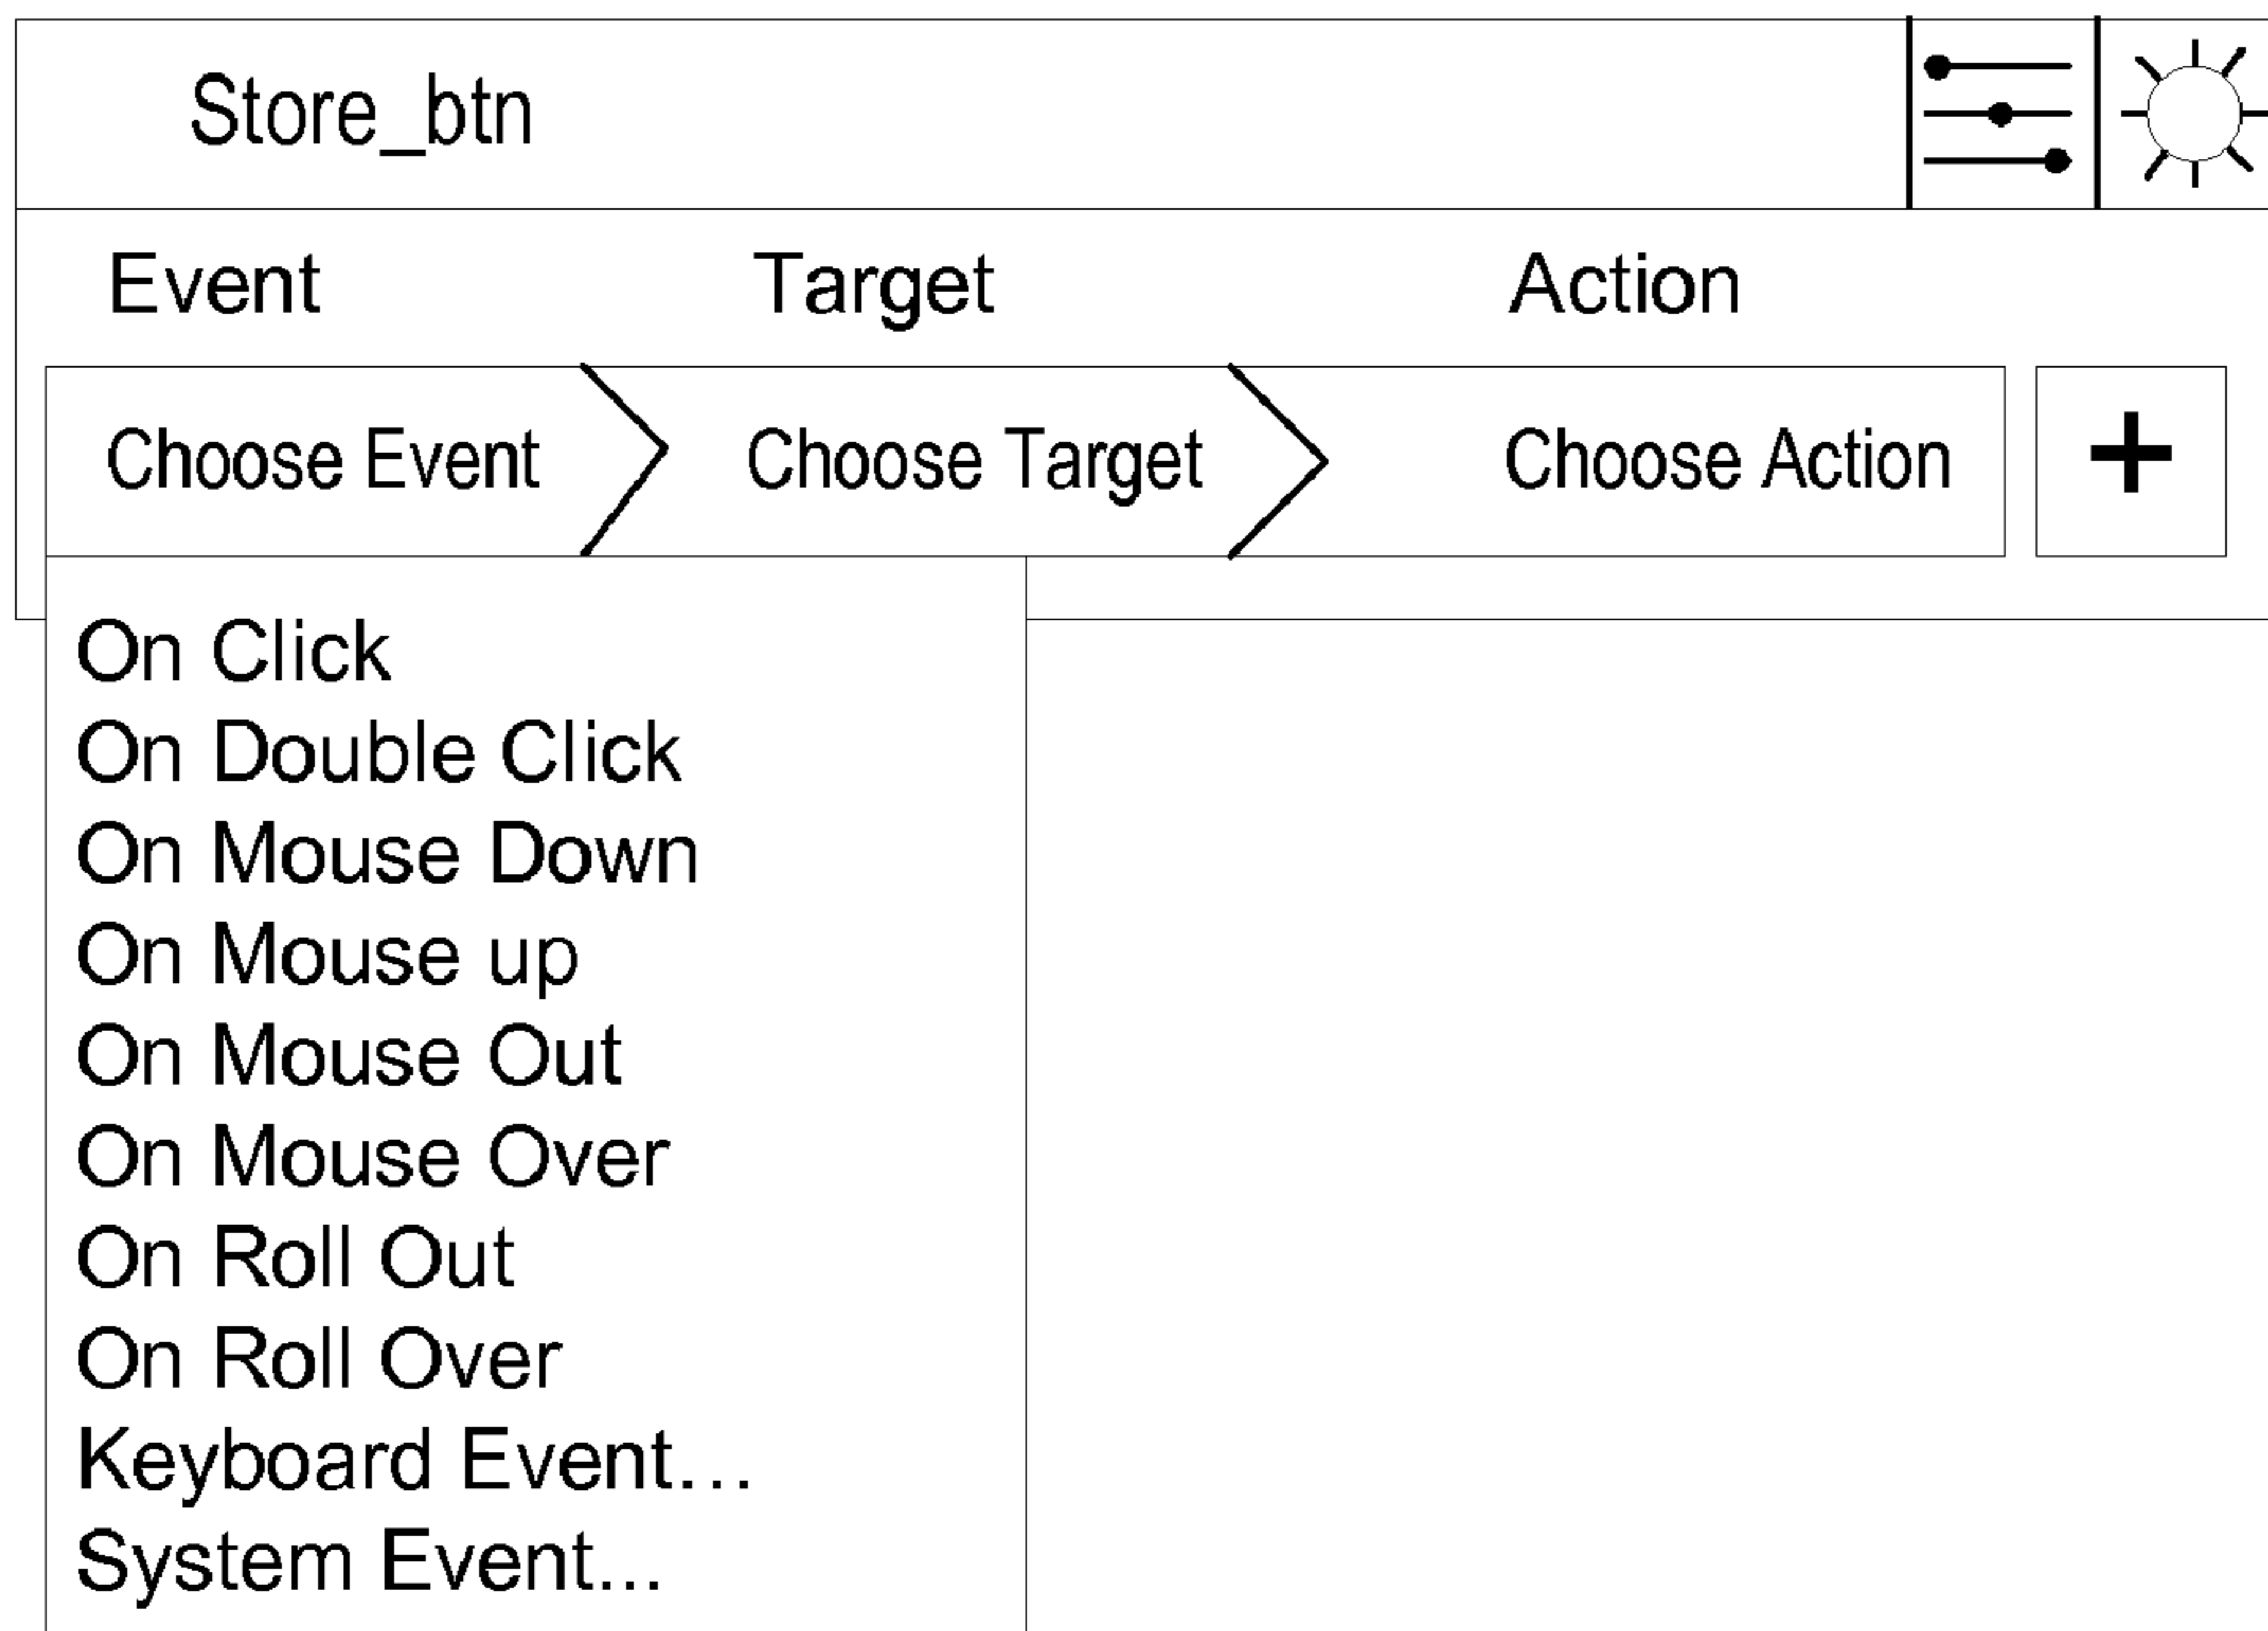 Store_btn
Event Target Action
Choose Event Choose Target Choose Action +
On Click
On Double Click
On Mouse Down
On Mouse up
On Mouse Out
On Mouse Over
On Roll Out
On Roll Over
Keyboard Event...
System Event...